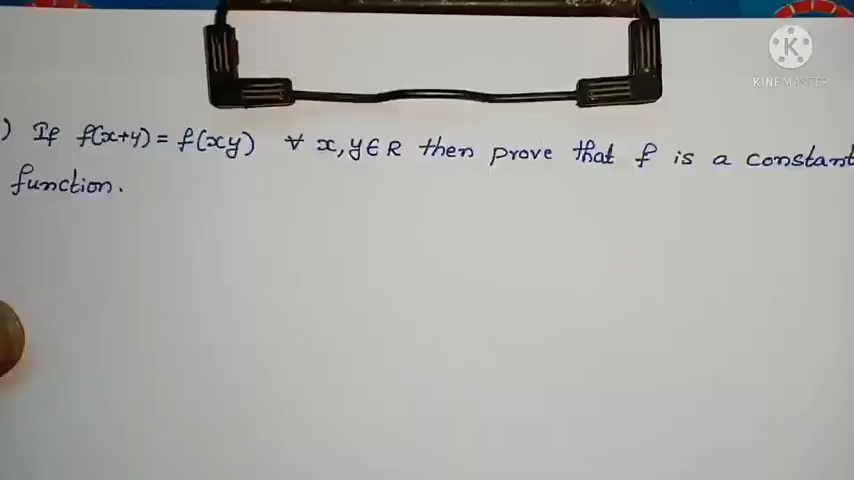 K
KINEMASTER
) If f(x+y) = f(xy) ∀ x, y ∈ R then prove that f is a constant
function.